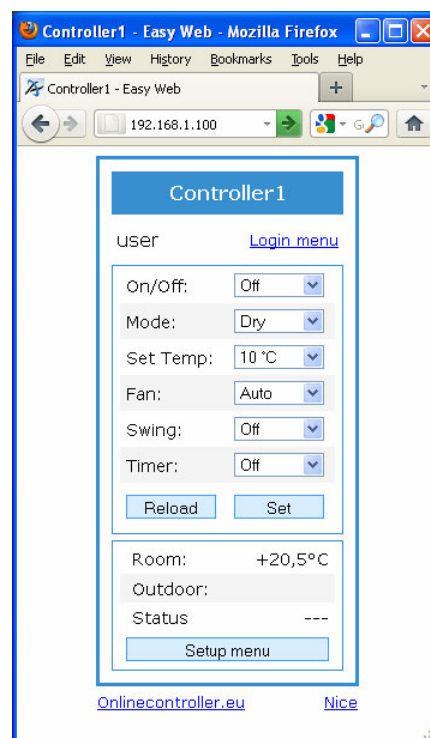 Controller1 - Easy Web - Mozilla Firefox
File Edit View History Bookmarks Tools Help
Controller1 - Easy Web +
192.168.1.100 G
Controller1
user Login menu
On/Off: Off
Mode: Dry
Set Temp: 10 °C
Fan: Auto
Swing: Off
Timer: Off
Reload Set
Room: +20,5°C
Outdoor:
Status ---
Setup menu
Onlinecontroller.eu Nice